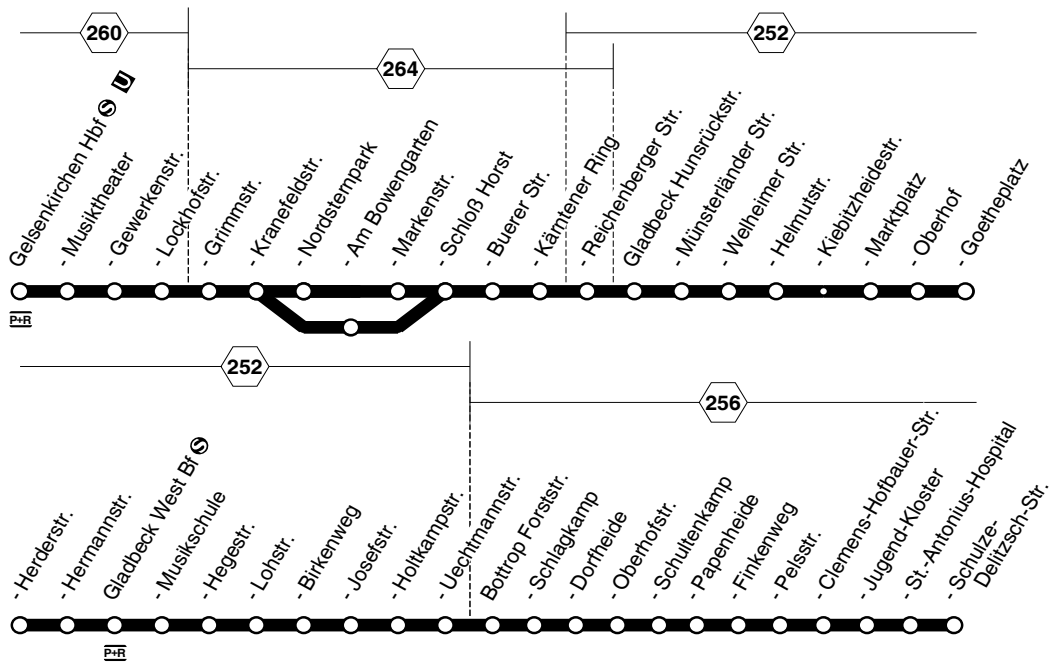 260
252
264
Gelsenkirchen Hbf S U
- Musiktheater
- Gewerkenstr.
- Lockhofstr.
- Grimmstr.
- Kranefeldstr.
- Nordsternpark
- Am Bowengarten
- Markenstr.
- Schloß Horst
- Buerer Str.
- Kärntener Ring
- Reichenberger Str.
Gladbeck Hunsrückstr.
- Münsterländer Str.
- Welheimer Str.
- Helmutstr.
- Kiebitzheidestr.
- Marktplatz
- Oberhof
- Goetheplatz
P+R
252
256
- Herderstr.
- Hermannstr.
Gladbeck West Bf S
- Musikschule
- Hegestr.
- Lohstr.
- Birkenweg
- Josefstr.
- Holtkampstr.
- Uechtmannstr.
Bottrop Forststr.
- Schlagkamp
- Dorfheide
- Oberhofstr.
- Schultenkamp
- Papenheide
- Finkenweg
- Pelsstr.
- Clemens-Hofbauer-Str.
- Jugend-Kloster
- St.-Antonius-Hospital
- Schulze-
Delitzsch-Str.
P+R